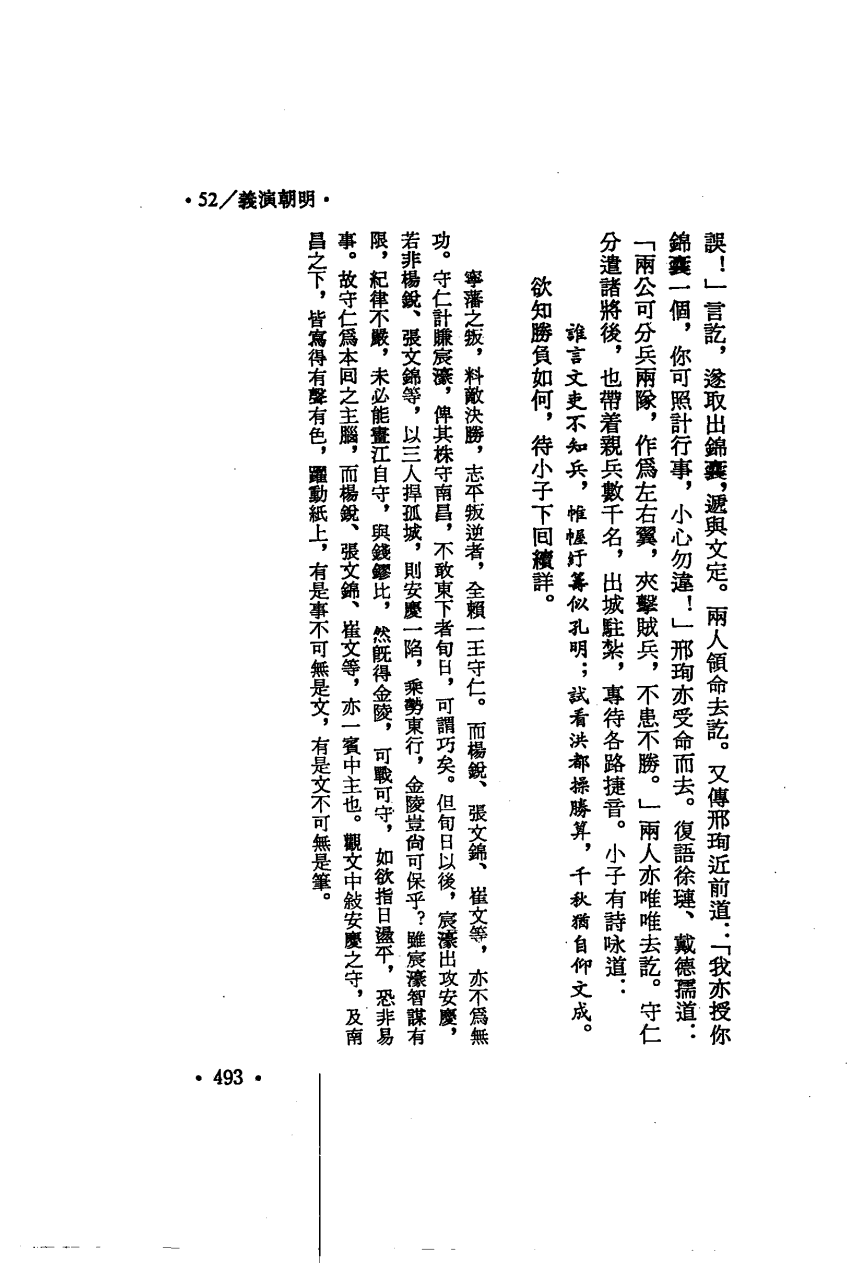 ·52／義演朝明·
誤！」言訖，遂取出錦囊，遞與文定。兩人領命去訖。又傳邢珣近前道：「我亦授你
錦囊一個，你可照計行事，小心勿違！」邢珣亦受命而去。復語徐璉、戴德孺道：
「兩公可分兵兩隊，作爲左右翼，夾擊賊兵，不患不勝。」兩人亦唯唯去訖。守仁
分遣諸將後，也帶着親兵數千名，出城駐紮，專待各路捷音。小子有詩咏道：
誰言文吏不知兵，帷幄紆籌似孔明；試看洪都操勝算，千秋猶自仰文成。
欲知勝負如何，待小子下回續詳。
寧藩之叛，料敵決勝，志平叛逆者，全賴一王守仁。而楊銳、張文錦、崔文等，亦不爲無
功。守仁計賺宸濠，俾其株守南昌，不敢東下者旬日，可謂巧矣。但旬日以後，宸濠出攻安慶，
若非楊銳、張文錦等，以三人捍孤城，則安慶一陷，乘勢東行，金陵豈尙可保乎？雖宸濠智謀有
限，紀律不嚴，未必能畫江自守，與錢鏐比，然旣得金陵，可戰可守，如欲指日盪平，恐非易
事。故守仁爲本回之主腦，而楊銳、張文錦、崔文等，亦一賓中主也。觀文中敍安慶之守，及南
昌之下，皆寫得有聲有色，躍動紙上，有是事不可無是文，有是文不可無是筆。
·493·